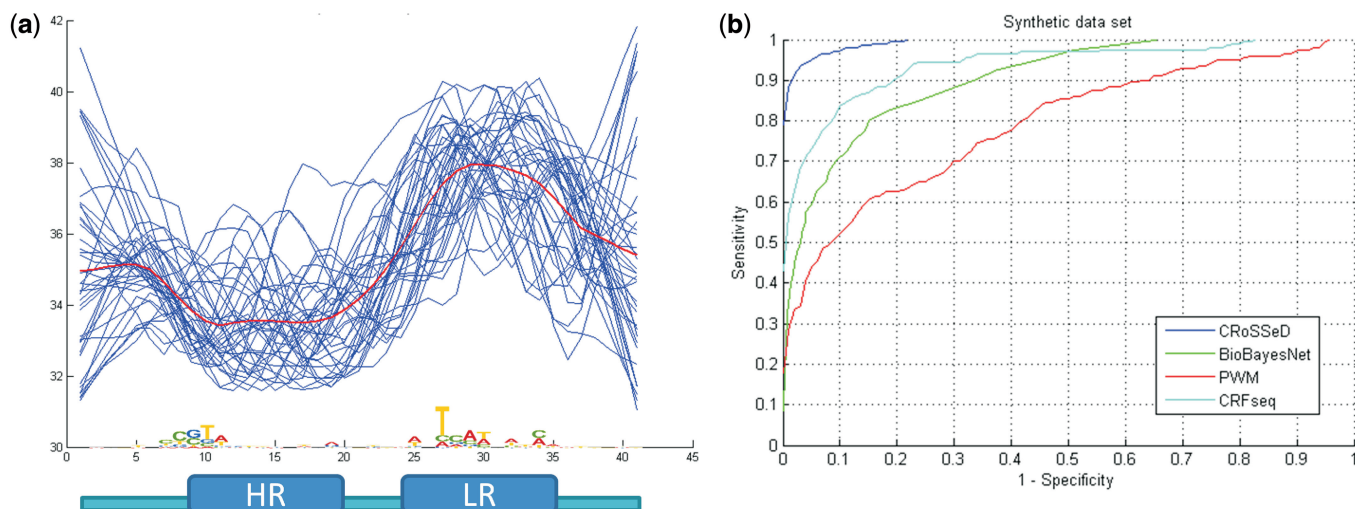 (a)
42
40
38
36
34
32
30
0 5 10 15 20 25 30 35 40 45
HR
LR
(b)
Synthetic data set
Sensitivity
1
0.9
0.8
0.7
0.6
0.5
0.4
0.3
0.2
0.1
0 0.1 0.2 0.3 0.4 0.5 0.6 0.7 0.8 0.9 1
1 - Specificity
CRoSSeD
BioBayesNet
PWM
CRFseq